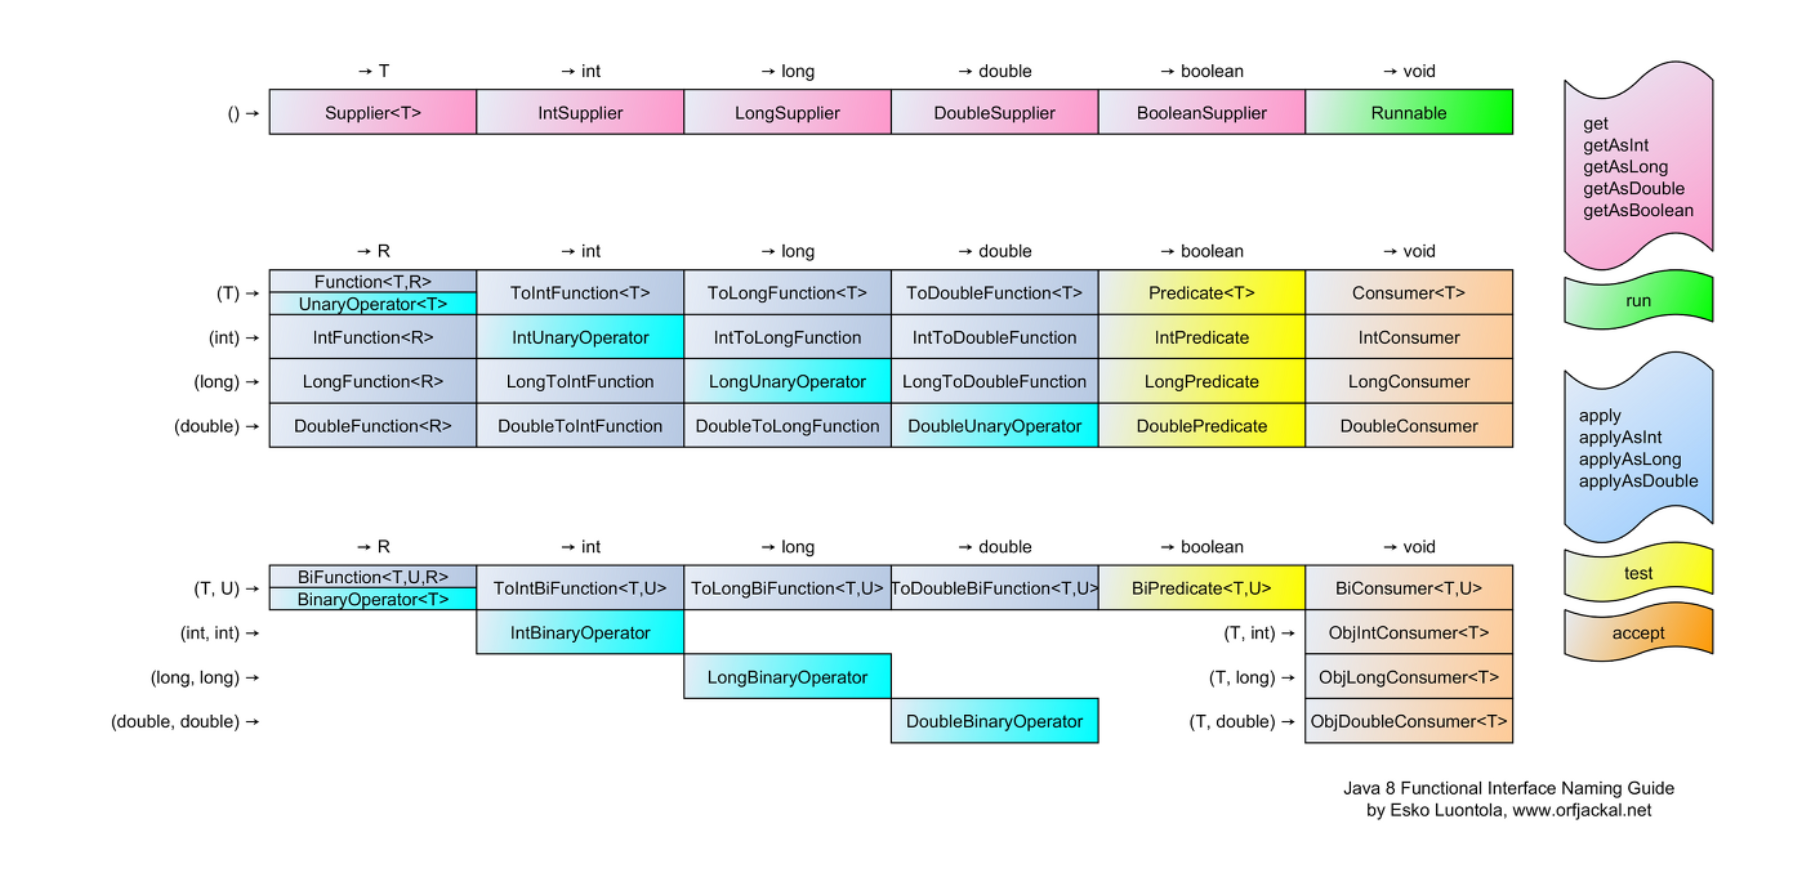 → T → int → long → double → boolean → void
() → Supplier<T> IntSupplier LongSupplier DoubleSupplier BooleanSupplier Runnable
→ R → int → long → double → boolean → void
(T) → Function<T,R> UnaryOperator<T> ToIntFunction<T> ToLongFunction<T> ToDoubleFunction<T> Predicate<T> Consumer<T>
(int) → IntFunction<R> IntUnaryOperator IntToLongFunction IntToDoubleFunction IntPredicate IntConsumer
(long) → LongFunction<R> LongToIntFunction LongUnaryOperator LongToDoubleFunction LongPredicate LongConsumer
(double) → DoubleFunction<R> DoubleToIntFunction DoubleToLongFunction DoubleUnaryOperator DoublePredicate DoubleConsumer
→ R → int → long → double → boolean → void
(T, U) → BiFunction<T,U,R> BinaryOperator<T> ToIntBiFunction<T,U> ToLongBiFunction<T,U> ToDoubleBiFunction<T,U> BiPredicate<T,U> BiConsumer<T,U>
(int, int) → IntBinaryOperator (T, int) → ObjIntConsumer<T>
(long, long) → LongBinaryOperator (T, long) → ObjLongConsumer<T>
(double, double) → DoubleBinaryOperator (T, double) → ObjDoubleConsumer<T>
get
getAsInt
getAsLong
getAsDouble
getAsBoolean
run
apply
applyAsInt
applyAsLong
applyAsDouble
test
accept
Java 8 Functional Interface Naming Guide
by Esko Luontola, www.orfjackal.net